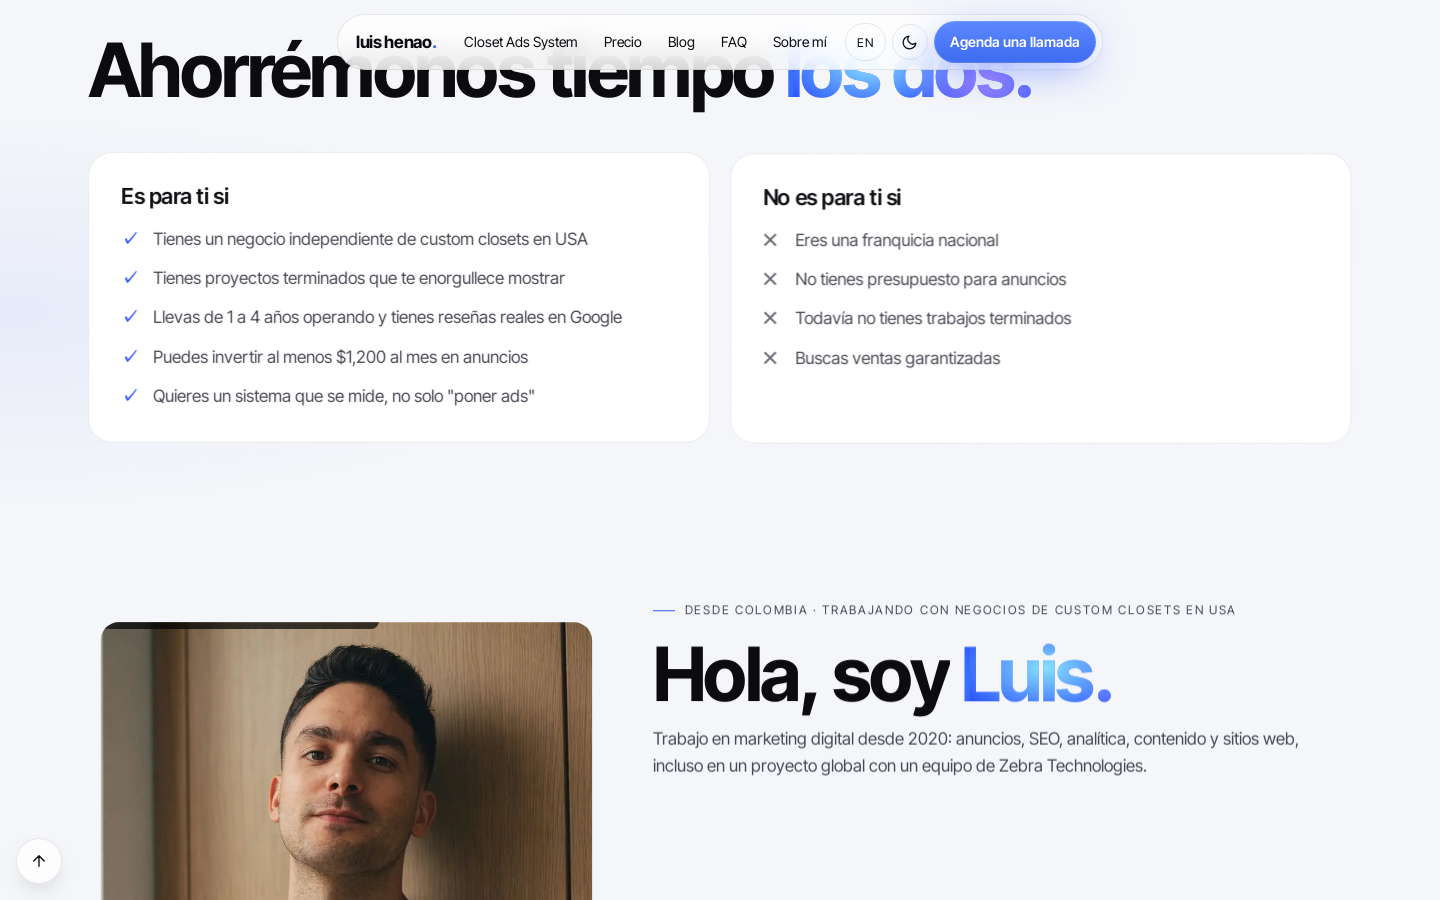 luis henao.
Closet Ads System
Precio
Blog
FAQ
Sobre mí
EN
Agenda una llamada
Ahorrémonos tiempo los dos.
Es para ti si
✓ Tienes un negocio independiente de custom closets en USA
✓ Tienes proyectos terminados que te enorgullece mostrar
✓ Llevas de 1 a 4 años operando y tienes reseñas reales en Google
✓ Puedes invertir al menos $1,200 al mes en anuncios
✓ Quieres un sistema que se mide, no solo "poner ads"
No es para ti si
✕ Eres una franquicia nacional
✕ No tienes presupuesto para anuncios
✕ Todavía no tienes trabajos terminados
✕ Buscas ventas garantizadas
DESDE COLOMBIA · TRABAJANDO CON NEGOCIOS DE CUSTOM CLOSETS EN USA
Hola, soy Luis.
Trabajo en marketing digital desde 2020: anuncios, SEO, analítica, contenido y sitios web,
incluso en un proyecto global con un equipo de Zebra Technologies.